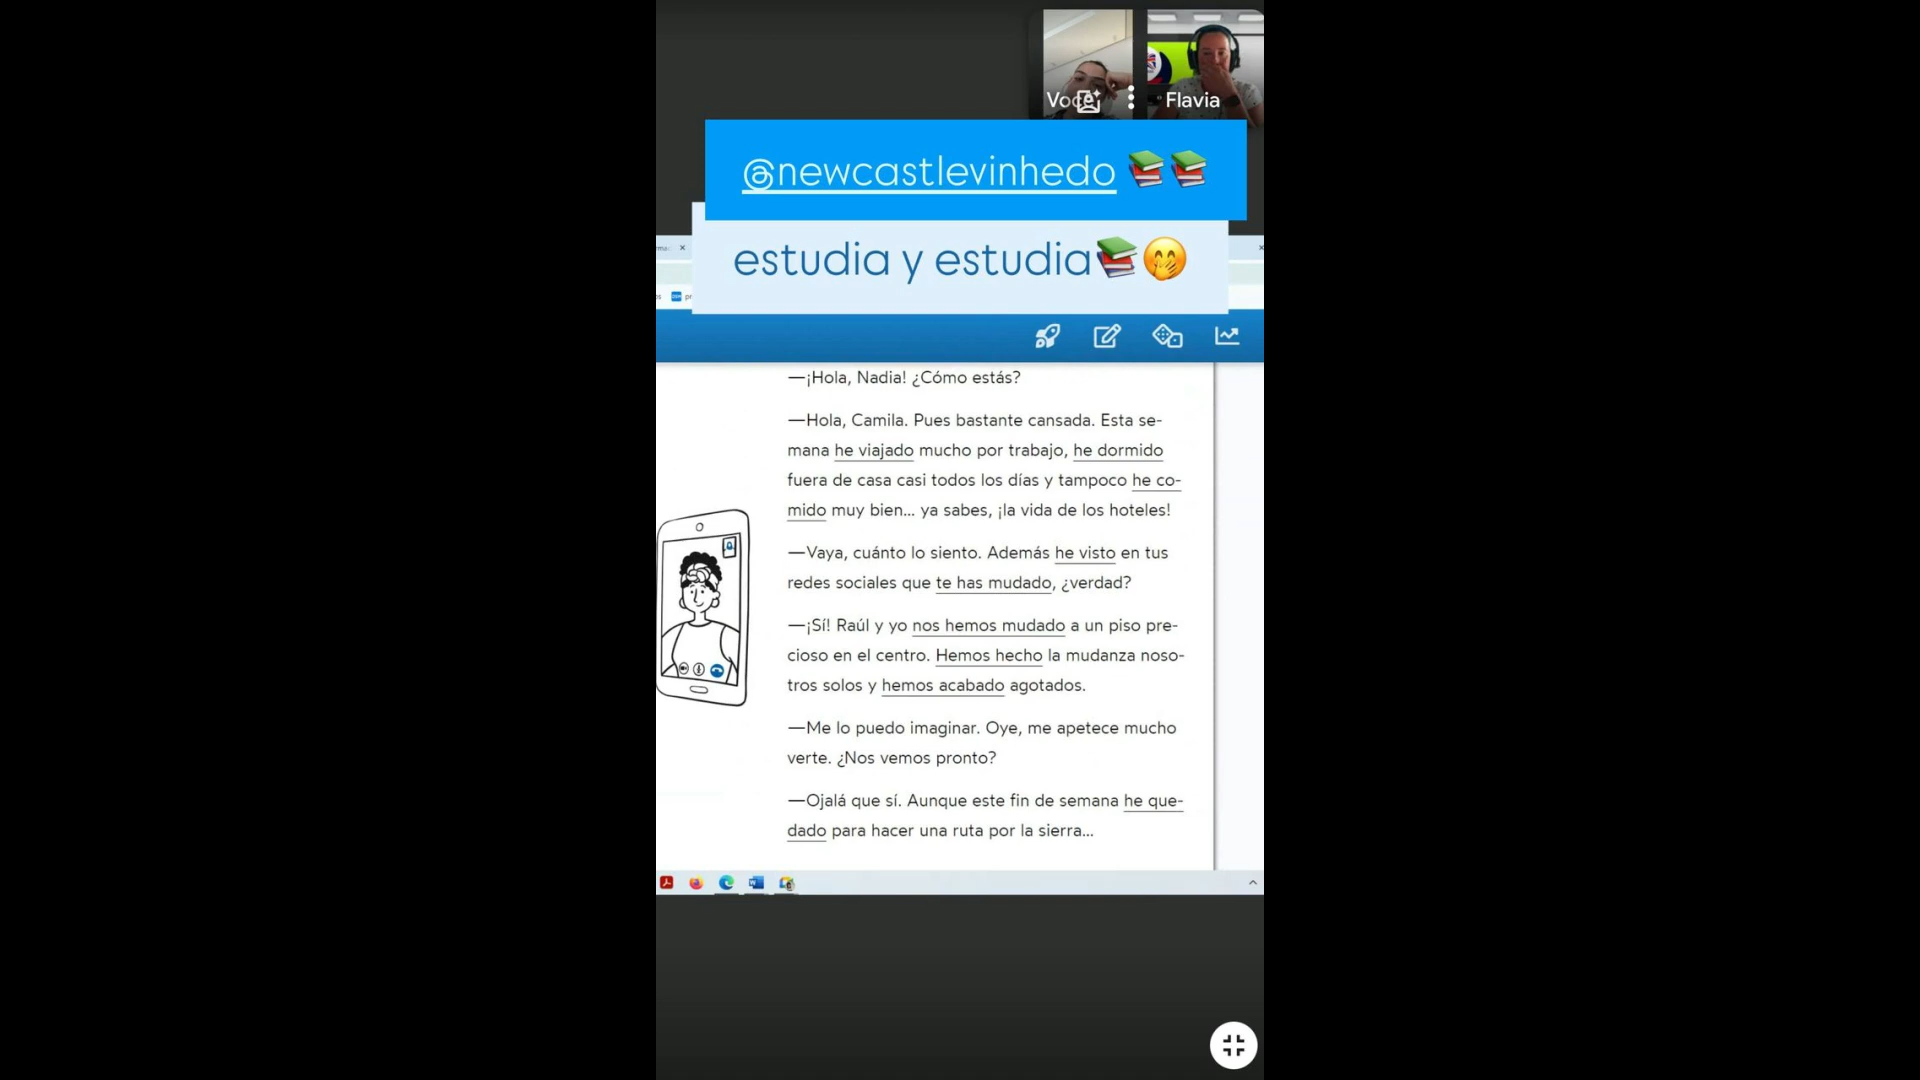 Flavia
@newcastlevinhedo
estudia y estudia
—¡Hola, Nadia! ¿Cómo estás?
—Hola, Camila. Pues bastante cansada. Esta se-
mana he viajado mucho por trabajo, he dormido
fuera de casa casi todos los días y tampoco he co-
mido muy bien... ya sabes, ¡la vida de los hoteles!
—Vaya, cuánto lo siento. Además he visto en tus
redes sociales que te has mudado, ¿verdad?
—¡Sí! Raúl y yo nos hemos mudado a un piso pre-
cioso en el centro. Hemos hecho la mudanza noso-
tros solos y hemos acabado agotados.
—Me lo puedo imaginar. Oye, me apetece mucho
verte. ¿Nos vemos pronto?
—Ojalá que sí. Aunque este fin de semana he que-
dado para hacer una ruta por la sierra...